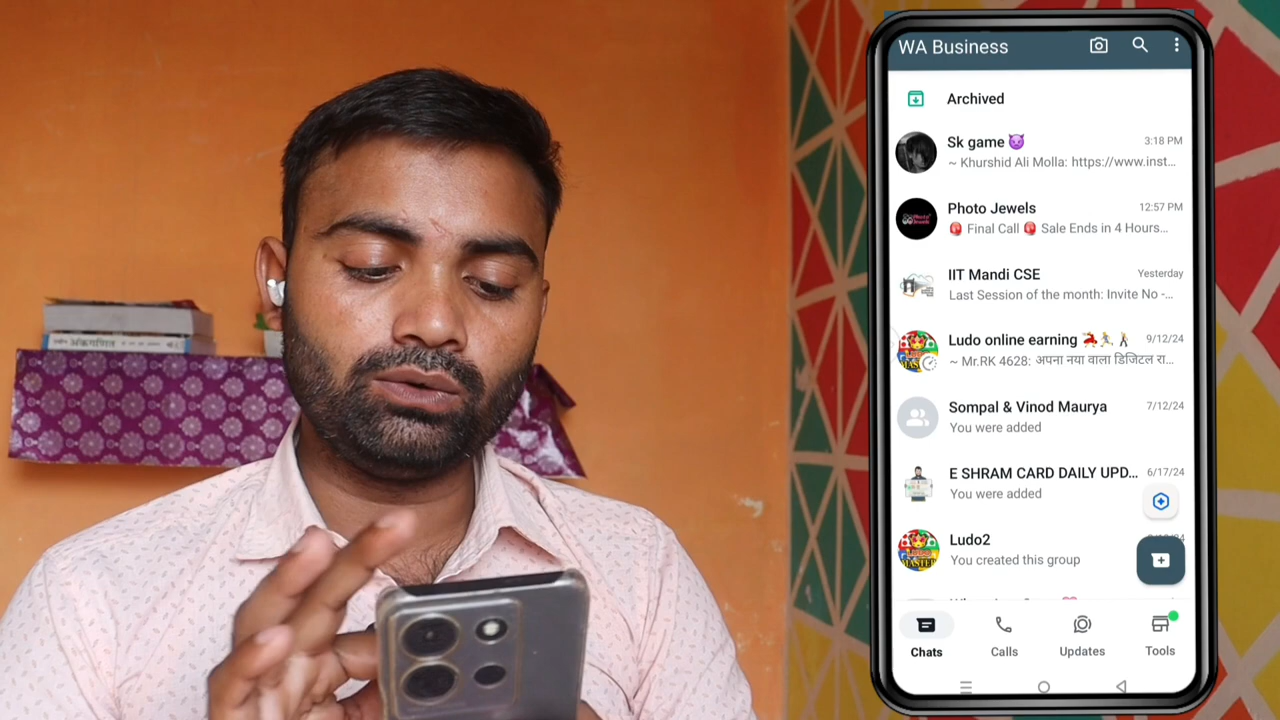 WA Business
Archived
Sk game 😈
3:18 PM
~ Khurshid Ali Molla: https://www.inst...
Photo Jewels
12:57 PM
Final Call Sale Ends in 4 Hours...
IIT Mandi CSE
Yesterday
Last Session of the month: Invite No -...
Ludo online earning
9/12/24
~ Mr.RK 4628: अपना नया वाला डिजिटल रा...
Sompal & Vinod Maurya
7/12/24
You were added
E SHRAM CARD DAILY UPD...
6/17/24
You were added
Ludo2
You created this group
Chats
Calls
Updates
Tools
अंकगणित